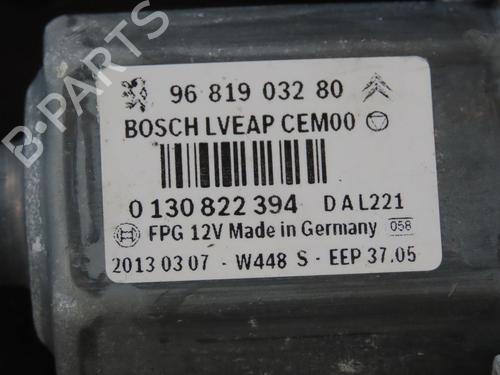 B-PARTS
96 819 032 80
BOSCH LVEAP CEM00
0 130 822 394 DAL221
FPG 12V Made in Germany 058
2013 03 07 - W448 S - EEP 37.05